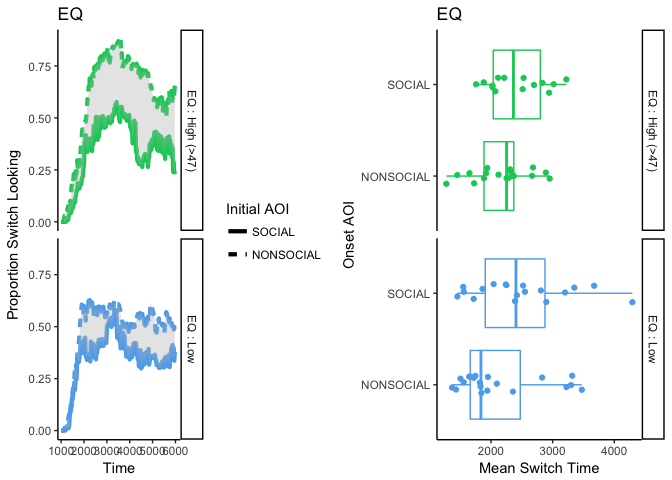 EQ
Proportion Switch Looking
0.75
0.50
0.25
0.00
EQ : High (>47)
0.75
0.50
0.25
0.00
EQ : Low
1000 2000 3000 4000 5000 6000
Time
Initial AOI
SOCIAL
NONSOCIAL
EQ
Onset AOI
SOCIAL
NONSOCIAL
EQ : High (>47)
SOCIAL
NONSOCIAL
EQ : Low
2000 3000 4000
Mean Switch Time